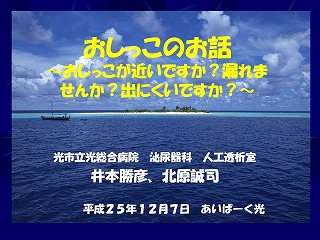 おしっこのお話
～おしっこが近いですか？漏れま
せんか？出にくいですか？～
光市立光総合病院　泌尿器科　人工透析室
井本勝彦、北原誠司
平成２５年１２月７日　あいぱーく光